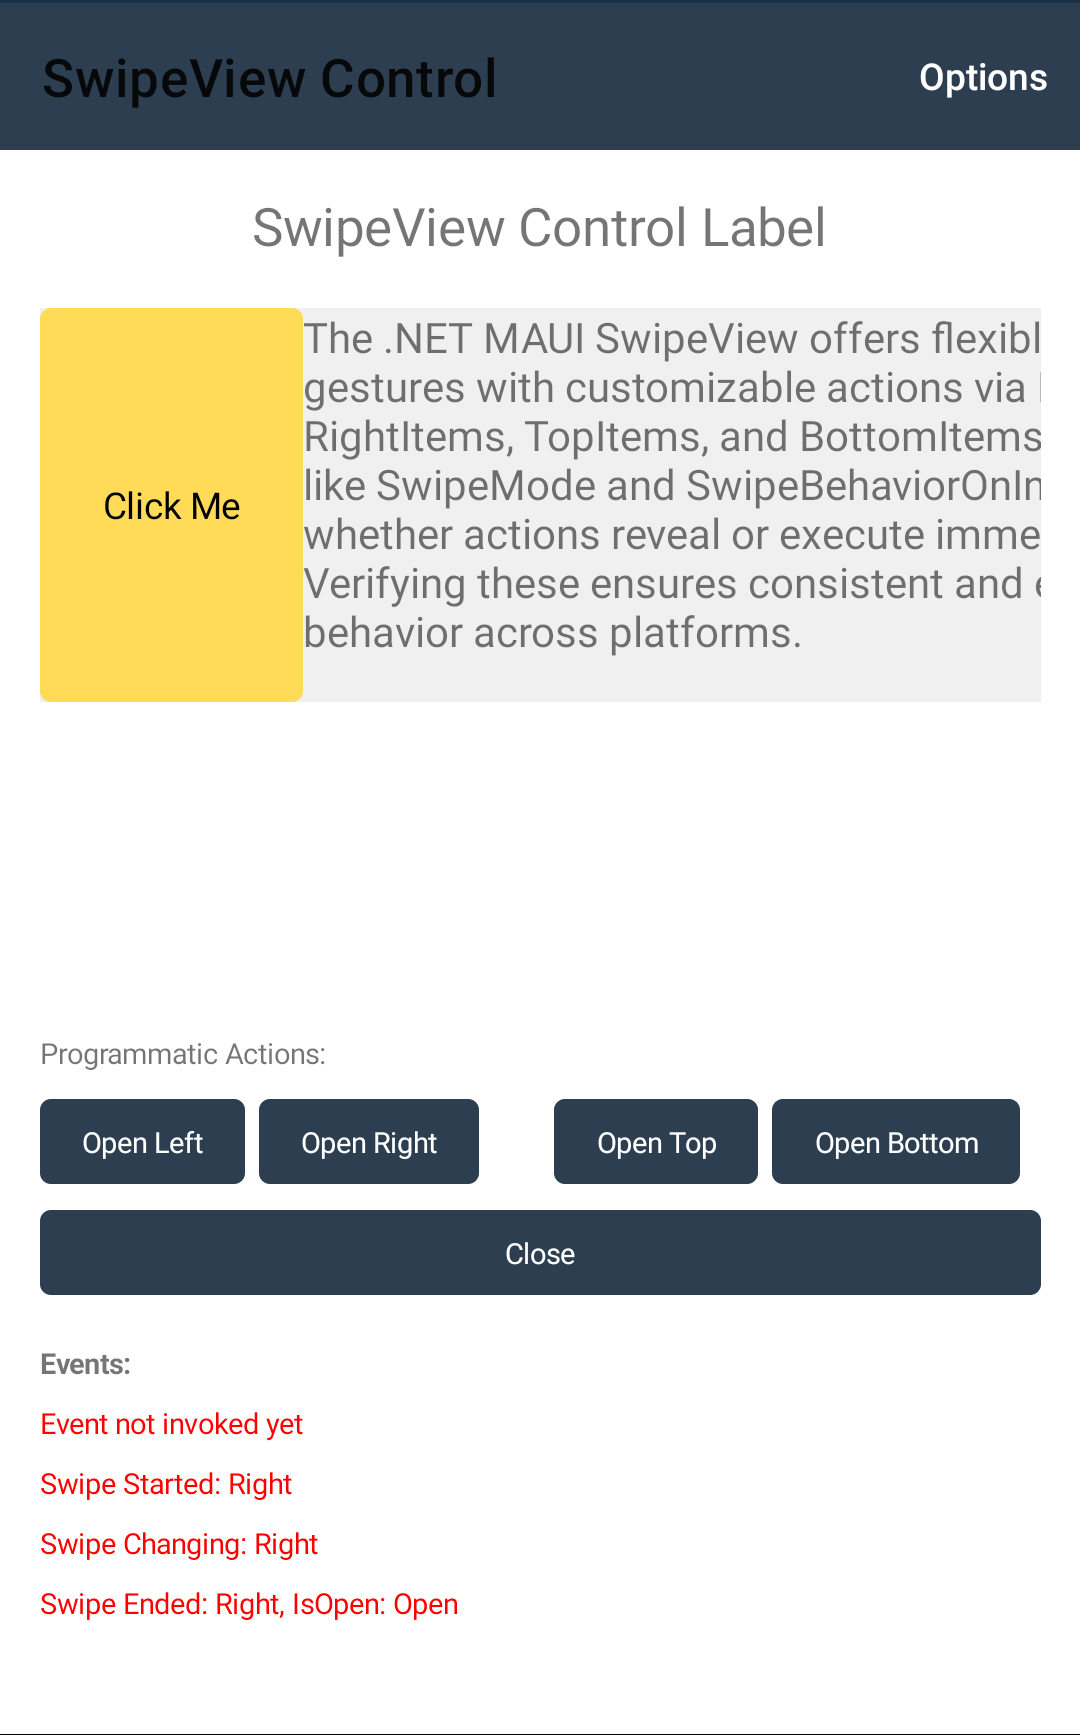 SwipeView Control
Options
SwipeView Control Label
Click Me
The .NET MAUI SwipeView offers flexibl
gestures with customizable actions via
RightItems, TopItems, and BottomItems
like SwipeMode and SwipeBehaviorOnIn
whether actions reveal or execute imme
Verifying these ensures consistent and e
behavior across platforms.
Programmatic Actions:
Open Left
Open Right
Open Top
Open Bottom
Close
Events:
Event not invoked yet
Swipe Started: Right
Swipe Changing: Right
Swipe Ended: Right, IsOpen: Open